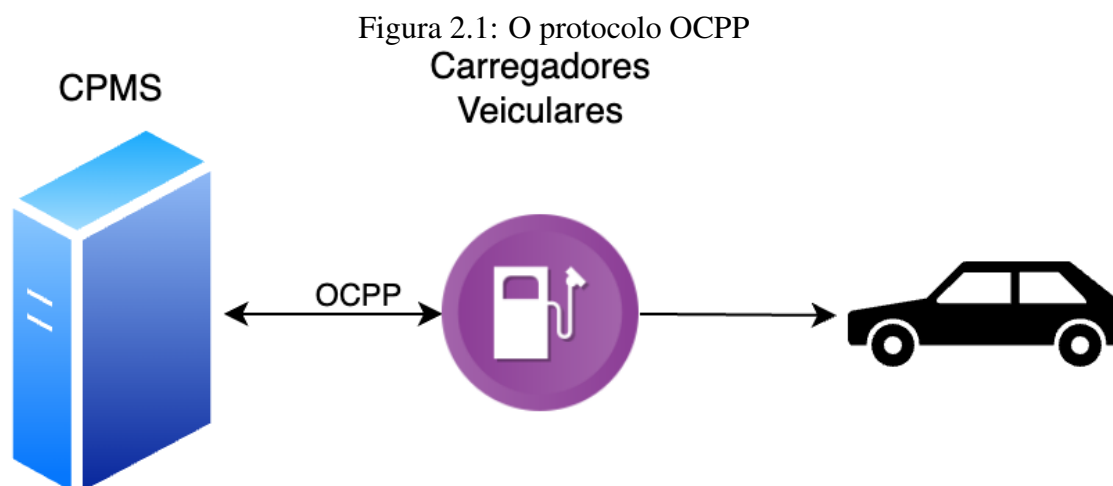 Figura 2.1: O protocolo OCPP
CPMS
Carregadores
Veiculares
OCPP